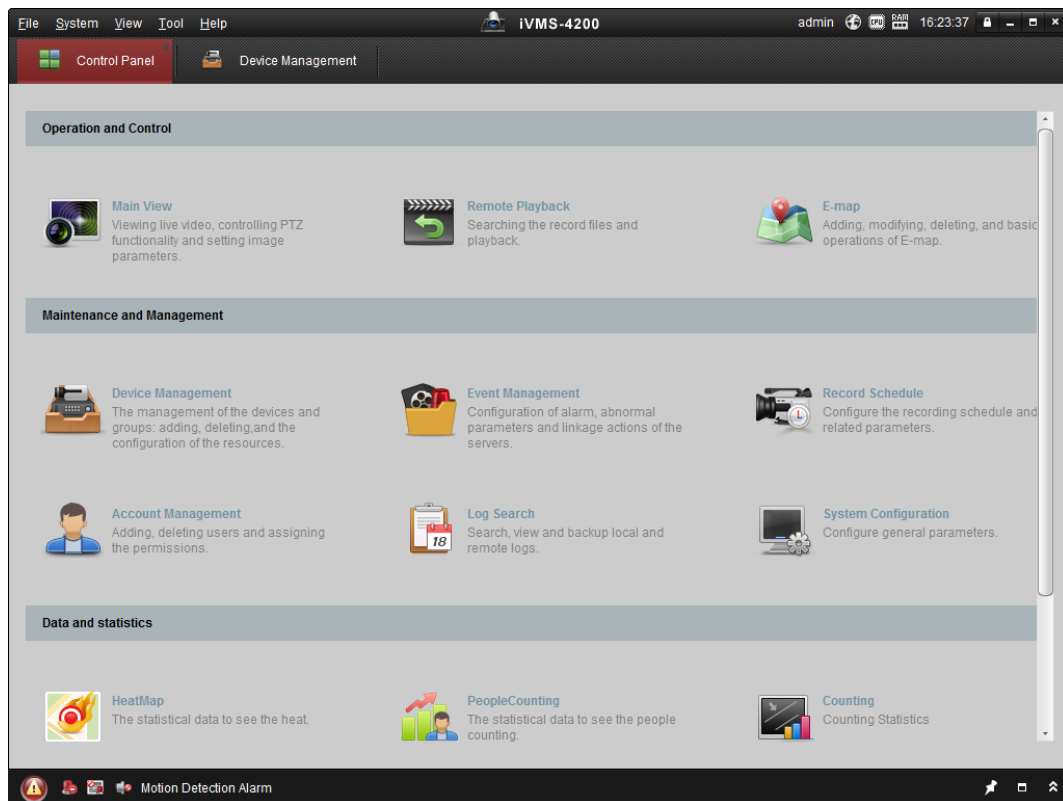 File System View Tool Help
iVMS-4200
admin CPU RAM 16:23:37
Control Panel
Device Management
Operation and Control
Main View
Viewing live video, controlling PTZ
functionality and setting image
parameters.
Remote Playback
Searching the record files and
playback.
E-map
Adding, modifying, deleting, and basic
operations of E-map.
Maintenance and Management
Device Management
The management of the devices and
groups: adding, deleting,and the
configuration of the resources.
Event Management
Configuration of alarm, abnormal
parameters and linkage actions of the
servers.
Record Schedule
Configure the recording schedule and
related parameters.
Account Management
Adding, deleting users and assigning
the permissions.
18
Log Search
Search, view and backup local and
remote logs.
System Configuration
Configure general parameters.
Data and statistics
HeatMap
The statistical data to see the heat.
PeopleCounting
The statistical data to see the people
counting.
Counting
Counting Statistics
Motion Detection Alarm